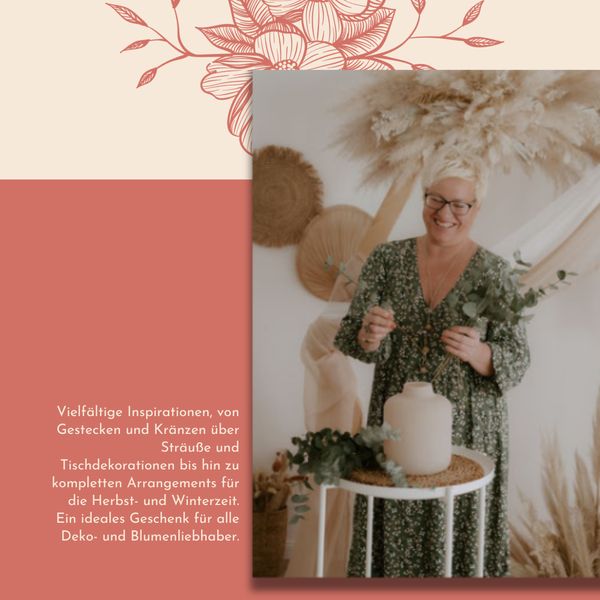 Vielfältige Inspirationen, von
Gestecken und Kränzen über
Sträuße und
Tischdekorationen bis hin zu
kompletten Arrangements für
die Herbst- und Winterzeit.
Ein ideales Geschenk für alle
Deko- und Blumenliebhaber.